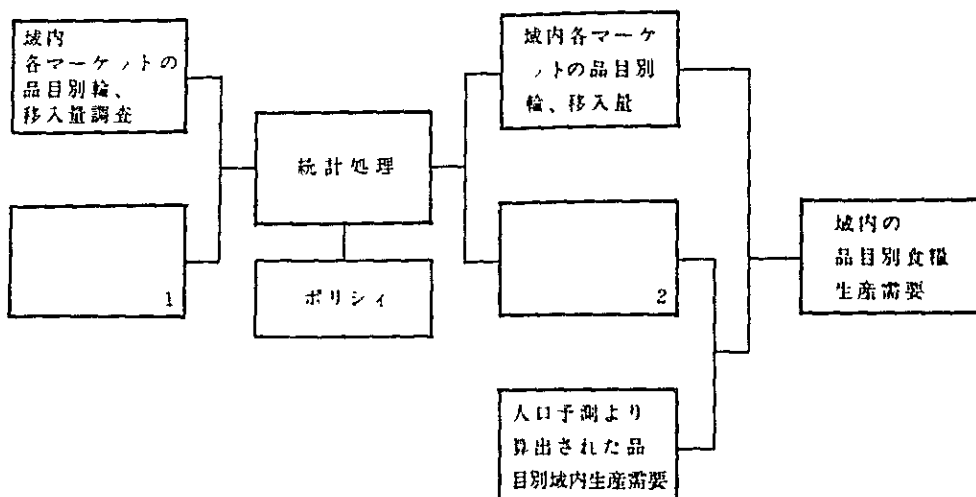 域内
各マーケットの
品目別輪、
移入量調査
域内各マーケ
ットの品目別
輪、移入量
統計処理
1
2
域内の
品目別食糧
生産需要
ポリシィ
人口予測より
算出された品
目別域内生産需要